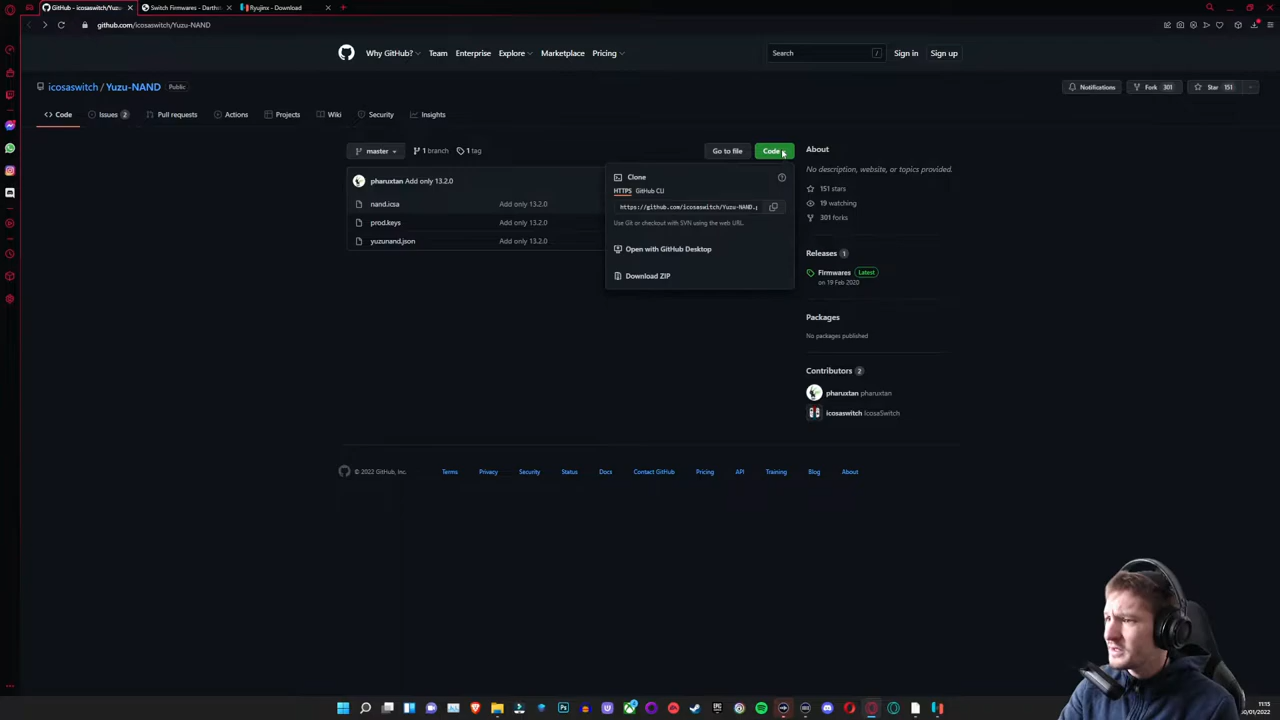 GitHub - icosaswitch/Yuzu-
Switch Firmwares - Darthm
Ryujinx - Download
github.com/icosaswitch/Yuzu-NAND
Why GitHub?
Team
Enterprise
Explore
Marketplace
Pricing
Search
/
Sign in
Sign up
icosaswitch / Yuzu-NAND
Public
Notifications
Fork 301
Star 151
Code
Issues 2
Pull requests
Actions
Projects
Wiki
Security
Insights
master
1 branch
1 tag
Go to file
Code
About
No description, website, or topics provided.
151 stars
19 watching
301 forks
pharuxtan Add only 13.2.0
nand.icsa Add only 13.2.0
prod.keys Add only 13.2.0
yuzunand.json Add only 13.2.0
Clone
HTTPS
GitHub CLI
https://github.com/icosaswitch/Yuzu-NAND.
Use Git or checkout with SVN using the web URL.
Open with GitHub Desktop
Download ZIP
Releases 1
Firmwares Latest
on 19 Feb 2020
Packages
No packages published
Contributors 2
pharuxtan pharuxtan
icosaswitch IcosaSwitch
© 2022 GitHub, Inc.
Terms
Privacy
Security
Status
Docs
Contact GitHub
Pricing
API
Training
Blog
About
11:15
30/01/2022